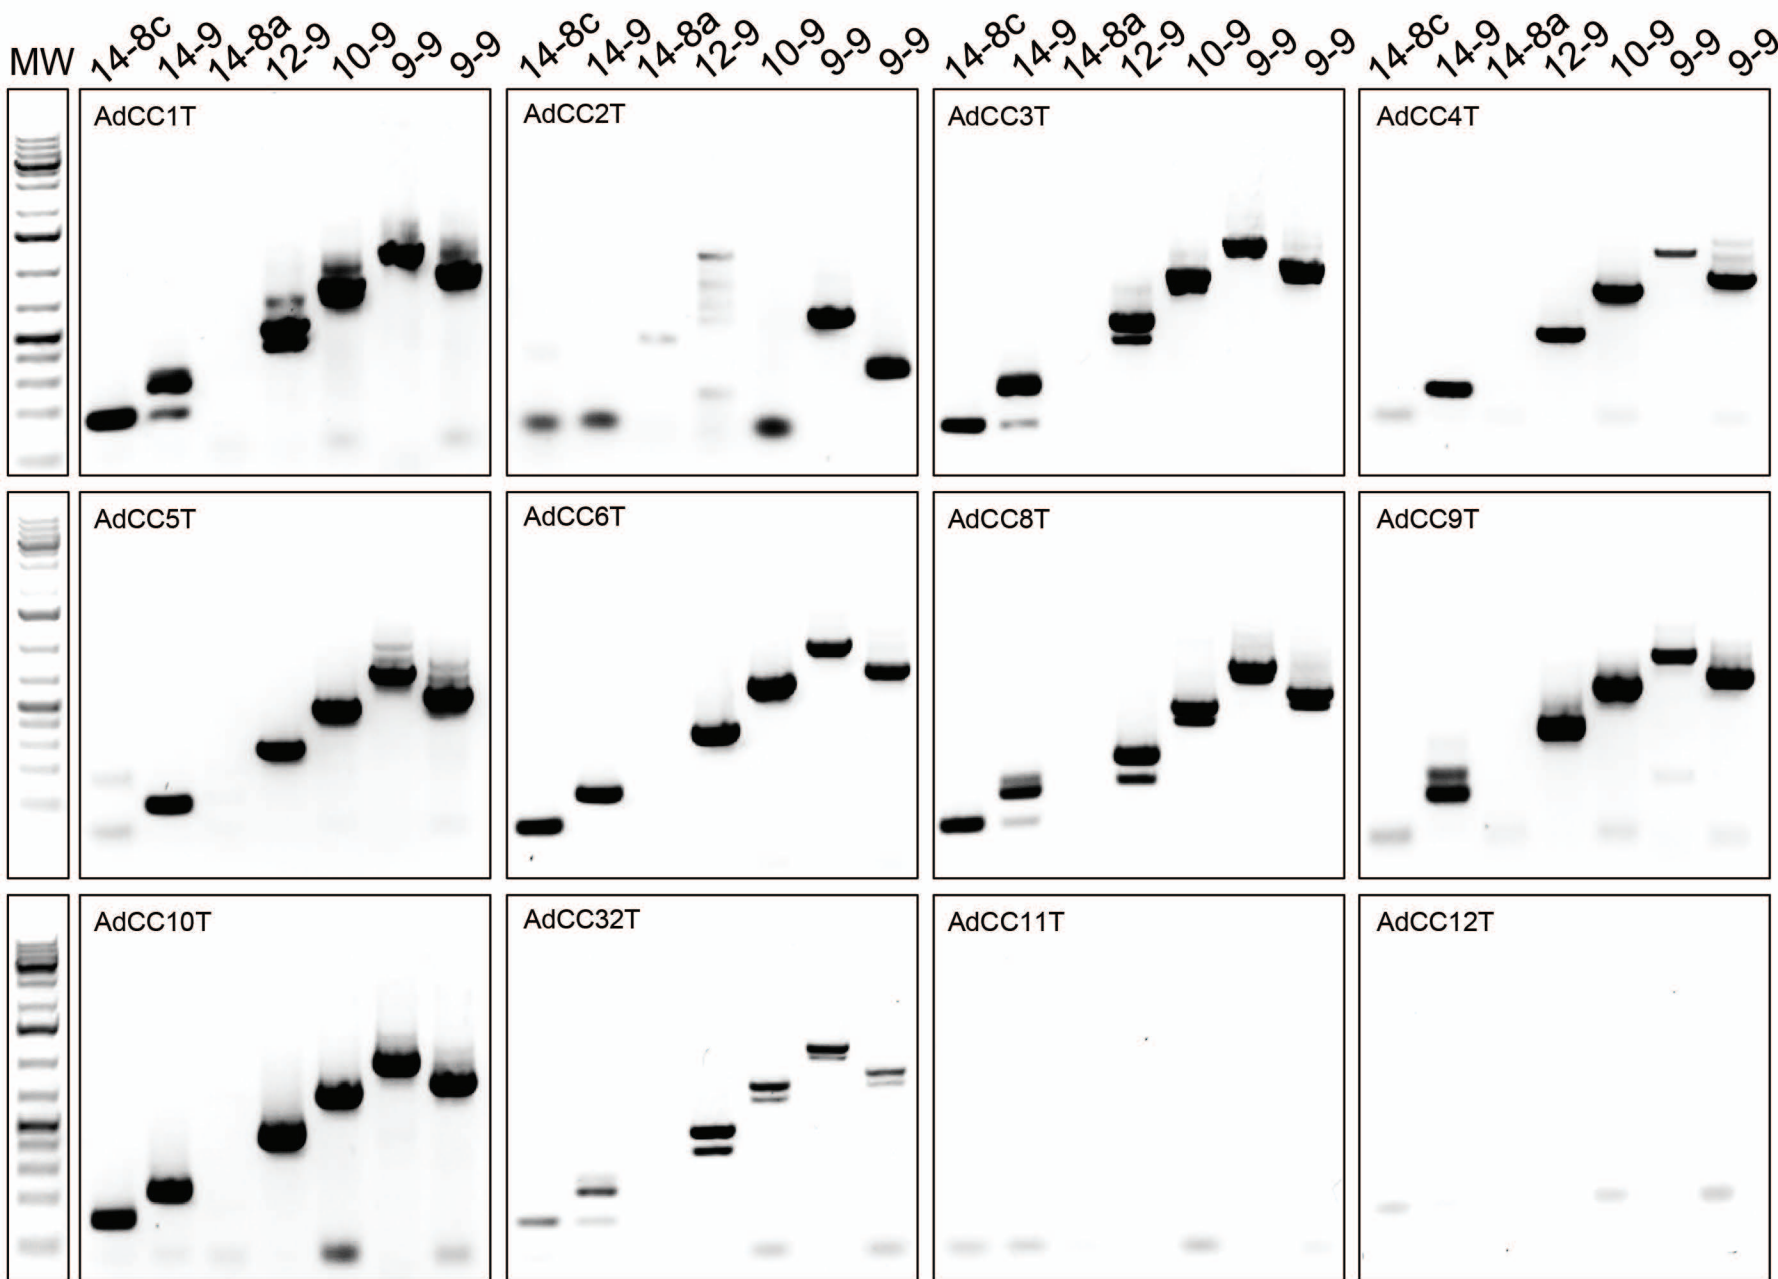 MW 14-8c 14-9 14-8a 12-9 10-9 9-9 9-9 14-8c 14-9 14-8a 12-9 10-9 9-9 9-9 14-8c 14-9 14-8a 12-9 10-9 9-9 9-9 14-8c 14-9 14-8a 12-9 10-9 9-9 9-9
AdCC1T AdCC2T AdCC3T AdCC4T
AdCC5T AdCC6T AdCC8T AdCC9T
AdCC10T AdCC32T AdCC11T AdCC12T